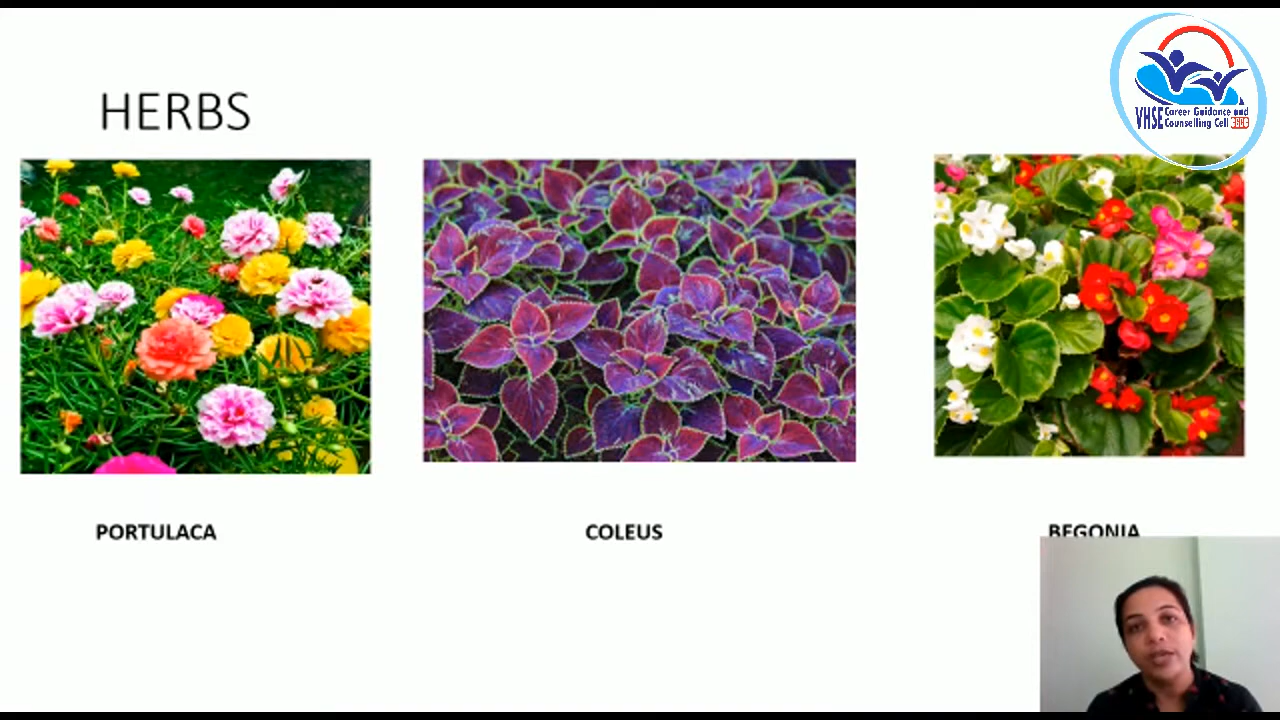 HERBS
VHSE Career Guidance and
Counselling Cell
PORTULACA
COLEUS
BEGONIA